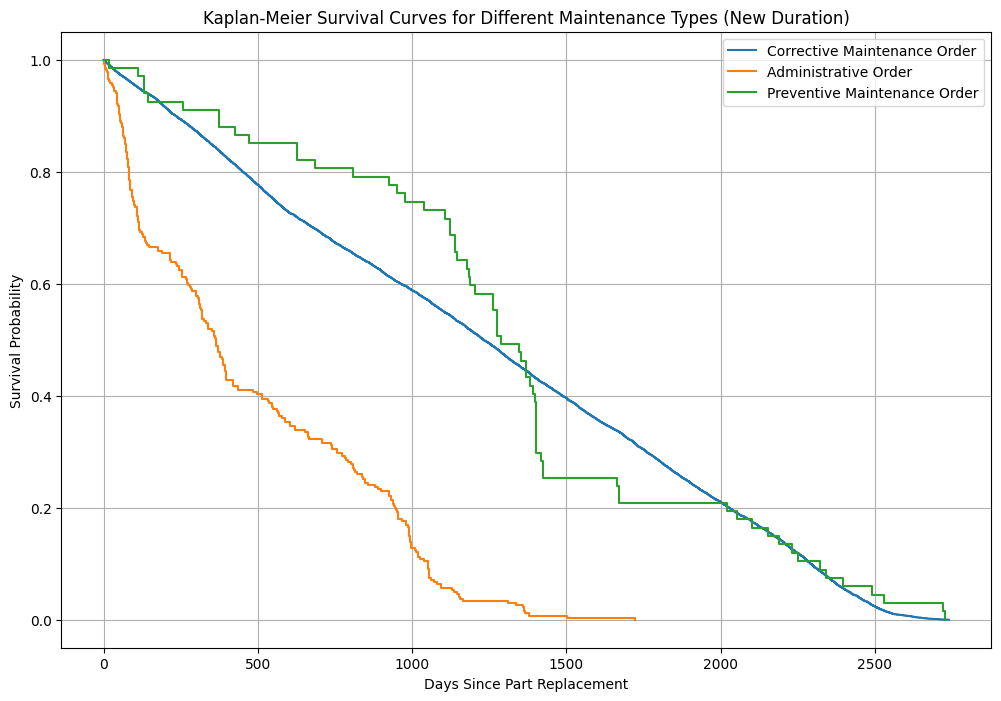 Kaplan-Meier Survival Curves for Different Maintenance Types (New Duration)
Corrective Maintenance Order
Administrative Order
Preventive Maintenance Order
Survival Probability
1.0
0.8
0.6
0.4
0.2
0.0
0 500 1000 1500 2000 2500
Days Since Part Replacement